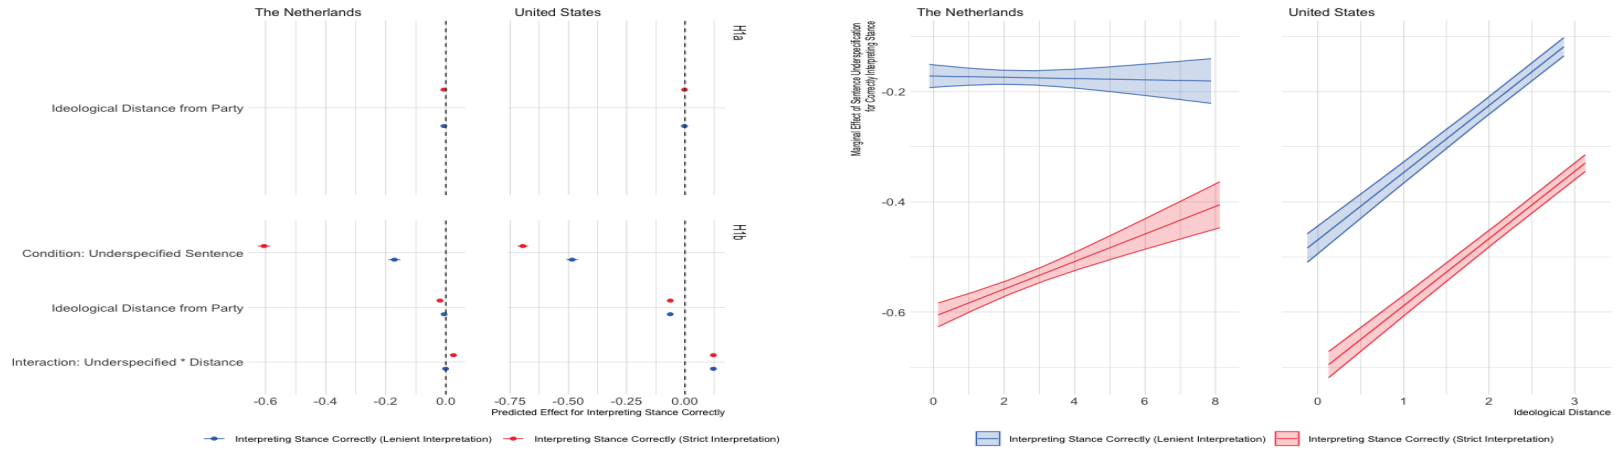 The Netherlands
United States
H1a
Ideological Distance from Party
H1b
Condition: Underspecified Sentence
Ideological Distance from Party
Interaction: Underspecified * Distance
-0.6 -0.4 -0.2 0.0
-0.75 -0.50 -0.25 0.00
Predicted Effect for Interpreting Stance Correctly
Interpreting Stance Correctly (Lenient Interpretation)
Interpreting Stance Correctly (Strict Interpretation)
The Netherlands
United States
Marginal Effect of Sentence Underspecification
for Correctly Interpreting Stance
-0.2
-0.4
-0.6
0 2 4 6 8
0 1 2 3
Ideological Distance
Interpreting Stance Correctly (Lenient Interpretation)
Interpreting Stance Correctly (Strict Interpretation)